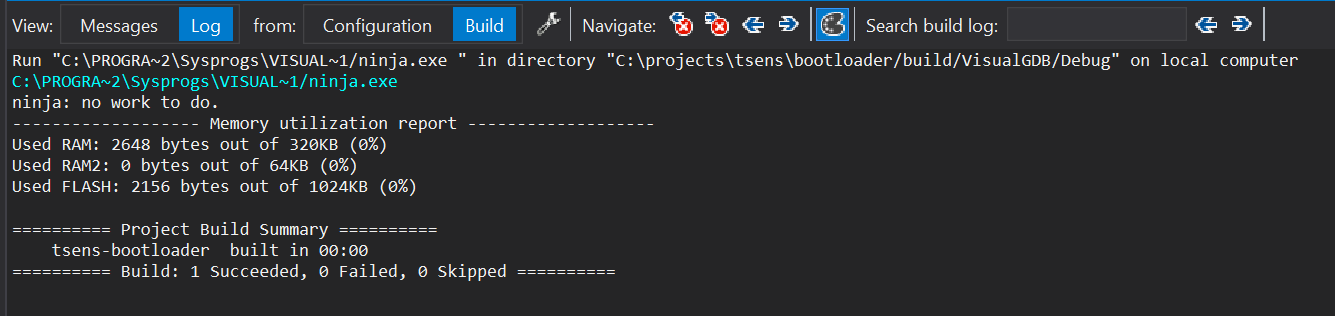 View: Messages Log from: Configuration Build Navigate: Search build log:
Run "C:\PROGRA~2\Sysprogs\VISUAL~1/ninja.exe " in directory "C:\projects\tsens\bootloader/build/VisualGDB/Debug" on local computer
C:\PROGRA~2\Sysprogs\VISUAL~1/ninja.exe
ninja: no work to do.
------------------- Memory utilization report -------------------
Used RAM: 2648 bytes out of 320KB (0%)
Used RAM2: 0 bytes out of 64KB (0%)
Used FLASH: 2156 bytes out of 1024KB (0%)
========== Project Build Summary ==========
    tsens-bootloader  built in 00:00
========== Build: 1 Succeeded, 0 Failed, 0 Skipped ==========